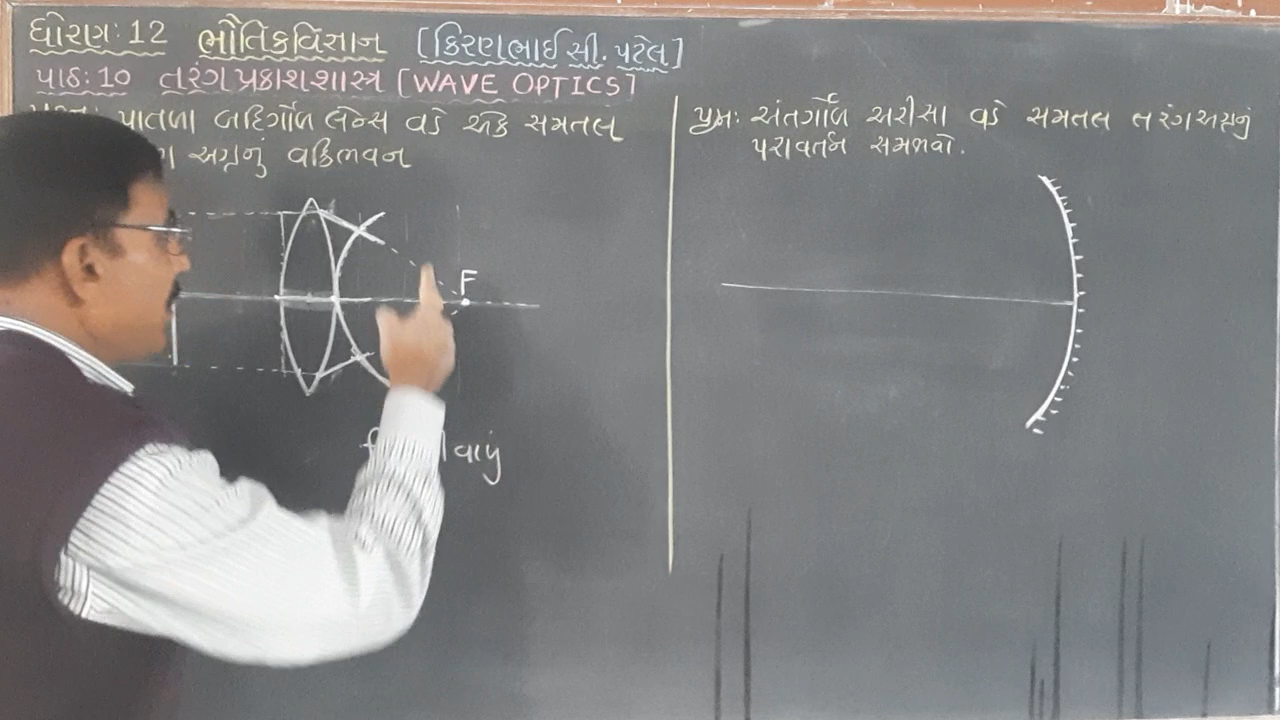 ધોરણ: 12 ભૌતિકવિજ્ઞાન [કિરણભાઈ સી. પટેલ]
પાઠ: 10 તરંગપ્રકાશશાસ્ત્ર [WAVE OPTICS]
પાતળા બહિર્ગોળ લેન્સ વડે એક સમતલ
અગ્રનું વક્રિભવન
F
વાળું
પ્રશ્ન: અંતર્ગોળ અરીસા વડે સમતલ તરંગઅગ્રનું
પરાવર્તન સમજાવો.